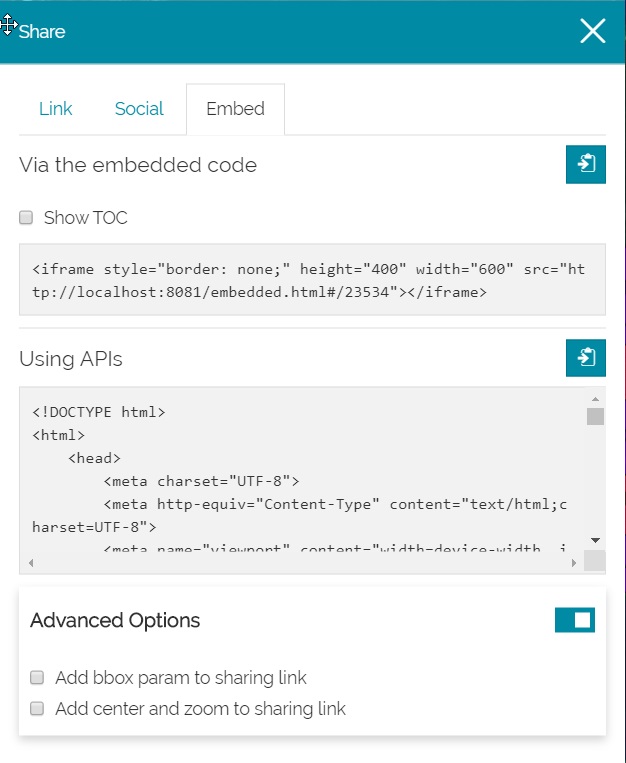 Share
Link Social Embed
Via the embedded code
Show TOC
<iframe style="border: none;" height="400" width="600" src="ht
tp://localhost:8081/embedded.html#/23534"></iframe>
Using APIs
<!DOCTYPE html>
<html>
    <head>
        <meta charset="UTF-8">
        <meta http-equiv="Content-Type" content="text/html;c
harset=UTF-8">
        <meta name="viewport" content="width=device-width, i
Advanced Options
Add bbox param to sharing link
Add center and zoom to sharing link